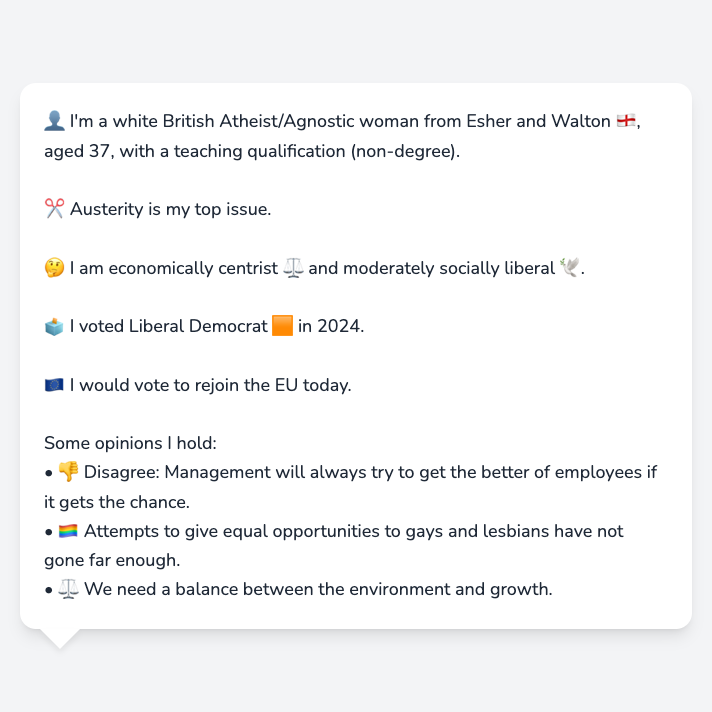 👤 I'm a white British Atheist/Agnostic woman from Esher and Walton 🏴󠁧󠁢󠁥󠁮󠁧󠁿,
aged 37, with a teaching qualification (non-degree).
✂️ Austerity is my top issue.
🤔 I am economically centrist ⚖️ and moderately socially liberal 🕊️.
🗳️ I voted Liberal Democrat 🟧 in 2024.
🇪🇺 I would vote to rejoin the EU today.
Some opinions I hold:
• 👎 Disagree: Management will always try to get the better of employees if
it gets the chance.
• 🏳️‍🌈 Attempts to give equal opportunities to gays and lesbians have not
gone far enough.
• ⚖️ We need a balance between the environment and growth.